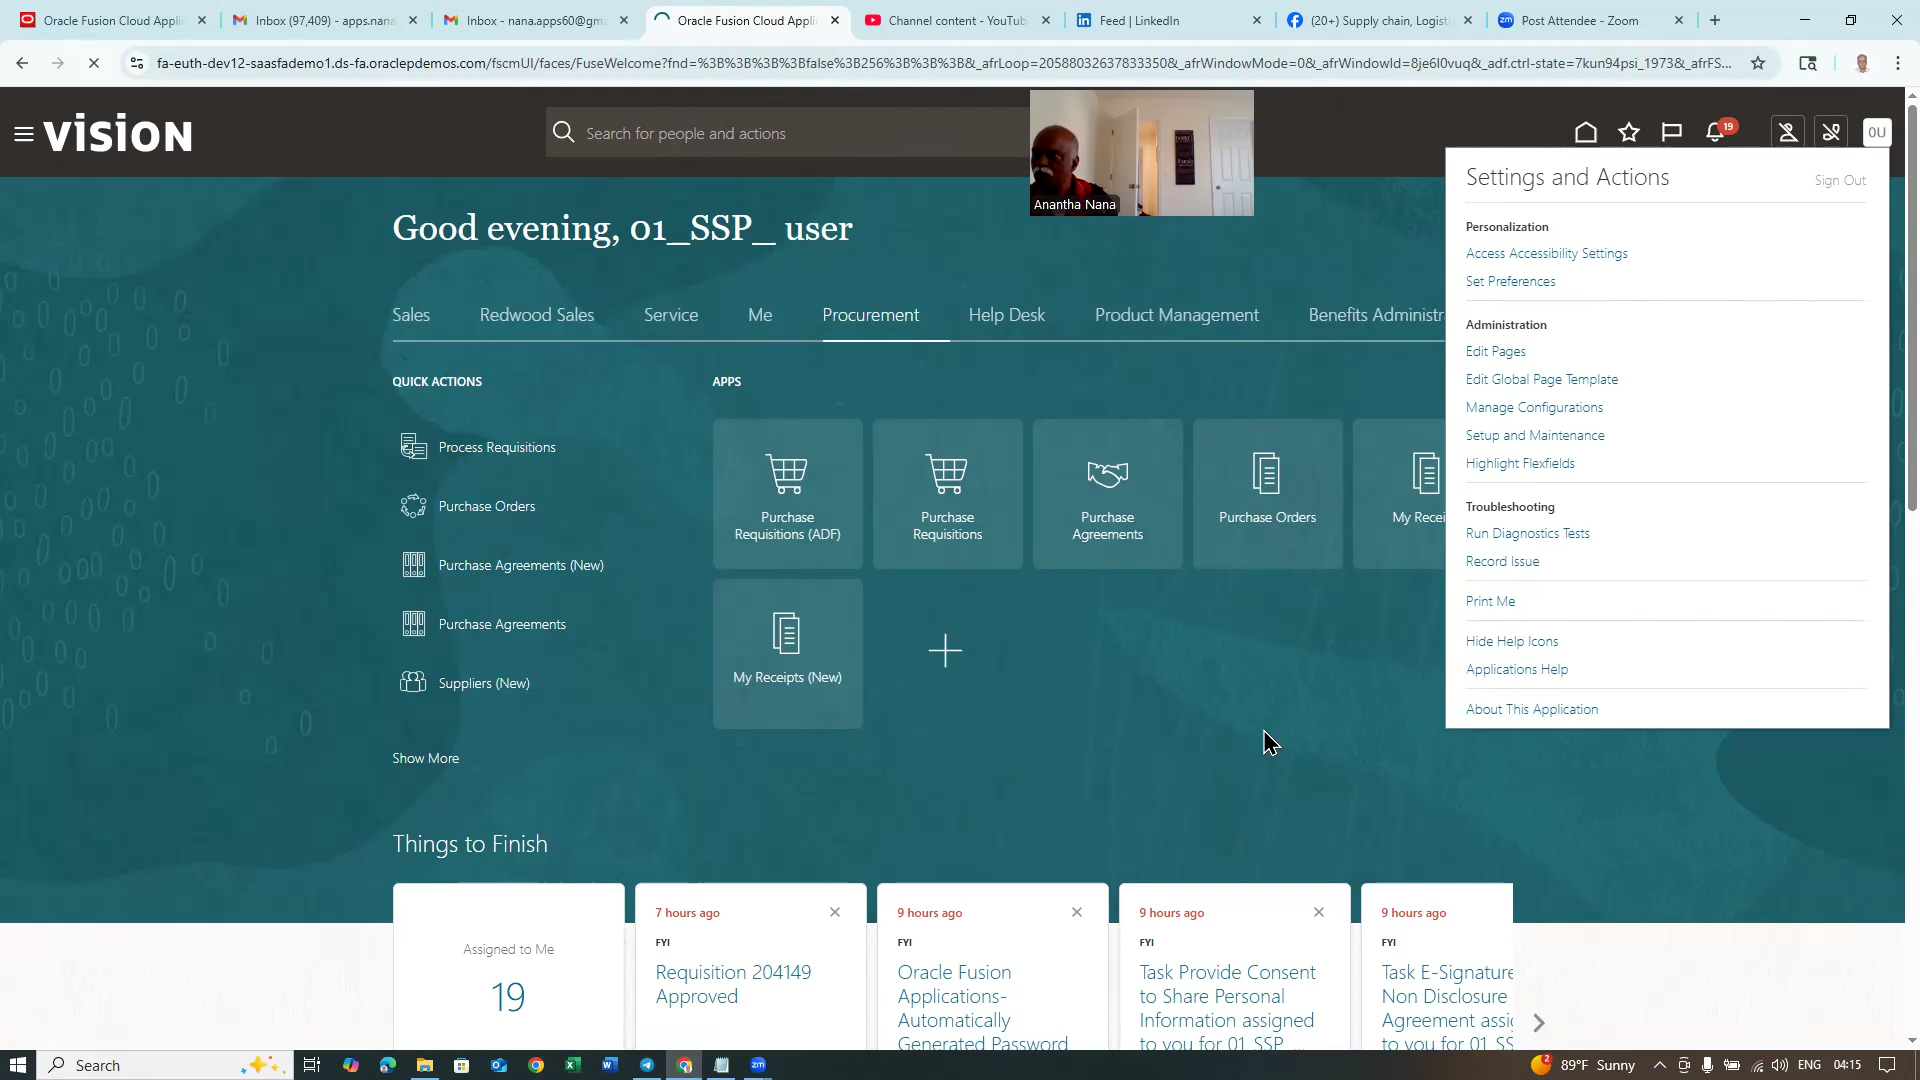 Oracle Fusion Cloud Appli
Inbox (97,409) - apps.nana
Inbox - nana.apps60@gm
Oracle Fusion Cloud Appli
Channel content - YouTub
Feed | LinkedIn
(20+) Supply chain, Logist
Post Attendee - Zoom
fa-euth-dev12-saasfademo1.ds-fa.oraclepdemos.com/fscmUI/faces/FuseWelcome?fnd=%3B%3B%3B%3Bfalse%3B256%3B%3B%3B&_afrLoop=20588032637833350&_afrWindowMode=0&_afrWindowId=8je6l0vuq&_adf.ctrl-state=7kun94psi_1973&_afrFS...
VISION
Search for people and actions
19
0U
Anantha Nana
Good evening, 01_SSP_ user
Sales
Redwood Sales
Service
Me
Procurement
Help Desk
Product Management
Benefits Administr
QUICK ACTIONS
Process Requisitions
Purchase Orders
Purchase Agreements (New)
Purchase Agreements
Suppliers (New)
Show More
APPS
Purchase
Requisitions (ADF)
Purchase
Requisitions
Purchase
Agreements
Purchase Orders
My Recei
My Receipts (New)
Settings and Actions
Sign Out
Personalization
Access Accessibility Settings
Set Preferences
Administration
Edit Pages
Edit Global Page Template
Manage Configurations
Setup and Maintenance
Highlight Flexfields
Troubleshooting
Run Diagnostics Tests
Record Issue
Print Me
Hide Help Icons
Applications Help
About This Application
Things to Finish
Assigned to Me
19
7 hours ago
FYI
Requisition 204149
Approved
9 hours ago
FYI
Oracle Fusion
Applications-
Automatically
Generated Password
9 hours ago
FYI
Task Provide Consent
to Share Personal
Information assigned
to you for 01_SSP_...
9 hours ago
FYI
Task E-Signature
Non Disclosure
Agreement assig
to you for 01_SS
Search
2
89°F Sunny
ENG
04:15